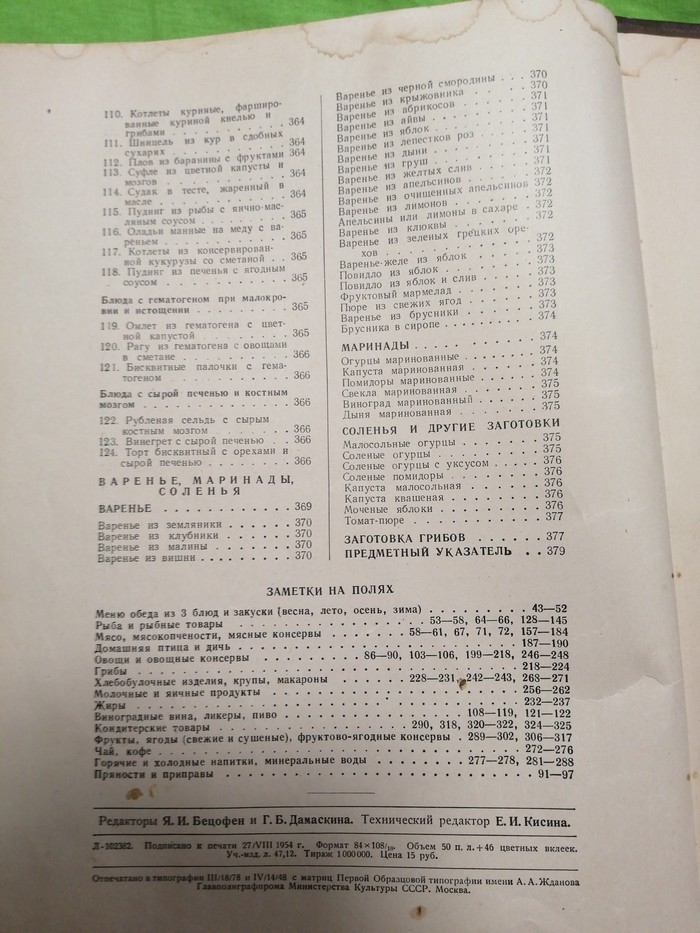 110. Котлеты куриные, фарширо-
ванные куриной кнелью и
грибами . . . . . . . . . . 364
111. Шницель из кур в сдобных
сухарях . . . . . . . . . . 364
112. Плов из баранины с фруктами 364
113. Суфле из цветной капусты и
мозгов . . . . . . . . . . 364
114. Судак в тесте, жаренный в
масле . . . . . . . . . . 364
115. Пудинг из рыбы с яично-мас-
ляным соусом . . . . . . . 365
116. Оладьи манные на меду с ва-
реньем . . . . . . . . . . 365
117. Котлеты из консервирован-
ной кукурузы со сметаной . . 365
118. Пудинг из печенья с ягодным
соусом . . . . . . . . . . 365
Блюда с гематогеном при малокро-
вии и истощении . . . . . . . 365
119. Омлет из гематогена с цвет-
ной капустой . . . . . . . 365
120. Рагу из гематогена с овощами
в сметане . . . . . . . . . 366
121. Бисквитные палочки с гема-
тогеном . . . . . . . . . . 366
Блюда с сырой печенью и костным
мозгом . . . . . . . . . . . 366
122. Рубленая сельдь с сырым
костным мозгом . . . . . . 366
123. Винегрет с сырой печенью . . 366
124. Торт бисквитный с орехами и
сырой печенью . . . . . . . 366
ВАРЕНЬЕ, МАРИНАДЫ,
СОЛЕНЬЯ
ВАРЕНЬЕ . . . . . . . . . . . . 369
Варенье из земляники . . . . . . 370
Варенье из клубники . . . . . . 370
Варенье из малины . . . . . . . 370
Варенье из вишни . . . . . . . . 370
Варенье из черной смородины . . . 370
Варенье из крыжовника . . . . . 370
Варенье из абрикосов . . . . . . 371
Варенье из айвы . . . . . . . . 371
Варенье из яблок . . . . . . . . 371
Варенье из лепестков роз . . . . 371
Варенье из дыни . . . . . . . . 371
Варенье из груш . . . . . . . . 371
Варенье из желтых слив . . . . . 371
Варенье из апельсинов . . . . . 372
Варенье из очищенных апельсинов 372
Варенье из лимонов . . . . . . . 372
Апельсины или лимоны в сахаре . 372
Варенье из клюквы . . . . . . . 372
Варенье из зеленых грецких оре-
хов . . . . . . . . . . . . 372
Варенье-желе из яблок . . . . . 373
Повидло из яблок . . . . . . . . 373
Повидло из яблок и слив . . . . 373
Фруктовый мармелад . . . . . . . 373
Пюре из свежих ягод . . . . . . 373
Варенье из брусники . . . . . . 373
Брусника в сиропе . . . . . . . . 374
МАРИНАДЫ . . . . . . . . . . . 374
Огурцы маринованные . . . . . . 374
Капуста маринованная . . . . . . 374
Помидоры маринованные . . . . . 374
Свекла маринованная . . . . . . 375
Виноград маринованный . . . . . 375
Дыня маринованная . . . . . . . 375
СОЛЕНЬЯ И ДРУГИЕ ЗАГОТОВКИ
Малосольные огурцы . . . . . . . 375
Соленые огурцы . . . . . . . . . 375
Соленые огурцы с уксусом . . . . 376
Соленые помидоры . . . . . . . . 376
Капуста малосольная . . . . . . 376
Капуста квашеная . . . . . . . . 376
Моченые яблоки . . . . . . . . . 376
Томат-пюре . . . . . . . . . . . 377
ЗАГОТОВКА ГРИБОВ . . . . . . . 377
ПРЕДМЕТНЫЙ УКАЗАТЕЛЬ . . 379
ЗАМЕТКИ НА ПОЛЯХ
Меню обеда из 3 блюд и закуски (весна, лето, осень, зима) . . . . . . . . . 43—52
Рыба и рыбные товары . . . . . . . . . . . . 53—58, 64—66, 128—145
Мясо, мясокопчености, мясные консервы . . . . . . . 58—61, 67, 71, 72, 157—184
Домашняя птица и дичь . . . . . . . . . . . . . . . . . . 187—190
Овощи и овощные консервы . . . . . . . . 86—90, 103—106, 199—218, 246—248
Грибы . . . . . . . . . . . . . . . . . . . . . . . . . 218—224
Хлебобулочные изделия, крупы, макароны . . . . . . 228—231, 242—243, 268—271
Молочные и яичные продукты . . . . . . . . . . . . . . . . 256—262
Жиры . . . . . . . . . . . . . . . . . . . . . . . . . . 232—237
Виноградные вина, ликеры, пиво . . . . . . . . . . . 108—119, 121—122
Кондитерские товары . . . . . . . . . . . . 290, 318, 320—322, 324—325
Фрукты, ягоды (свежие и сушеные), фруктово-ягодные консервы . 289—302, 306—317
Чай, кофе . . . . . . . . . . . . . . . . . . . . . . . . 272—276
Горячие и холодные напитки, минеральные воды . . . . . . 277—278, 281—288
Пряности и приправы . . . . . . . . . . . . . . . . . . . . 91—97
Редакторы Я. И. Бецофен и Г. Б. Дамаскина. Технический редактор Е. И. Кисина.
Л-102382. Подписано к печати 27/VIII 1954 г. Формат 84×108/16. Объем 50 п. л.+46 цветных вклеек.
Уч.-изд. л. 47,12. Тираж 1 000 000. Цена 15 руб.
Отпечатано в типографии III/18/78 и IV/14/48 с матриц Первой Образцовой типографии имени А. А. Жданова
Главполиграфпрома Министерства Культуры СССР. Москва.